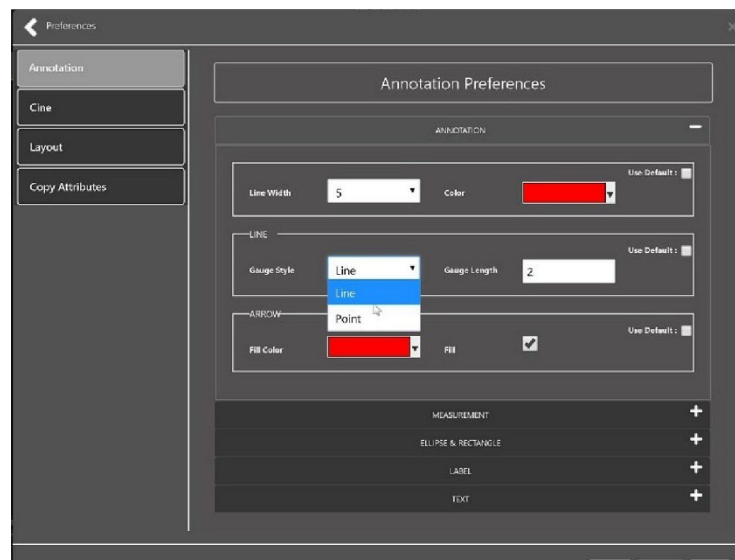 Preferences
Annotation
Cine
Layout
Copy Attributes
Annotation Preferences
ANNOTATION
Use Default :
Line Width 5 Color
LINE
Use Default :
Gauge Style Line Gauge Length 2
Line
Point
ARROW
Use Default :
Fill Color Fill
MEASUREMENT
ELLIPSE & RECTANGLE
LABEL
TEXT